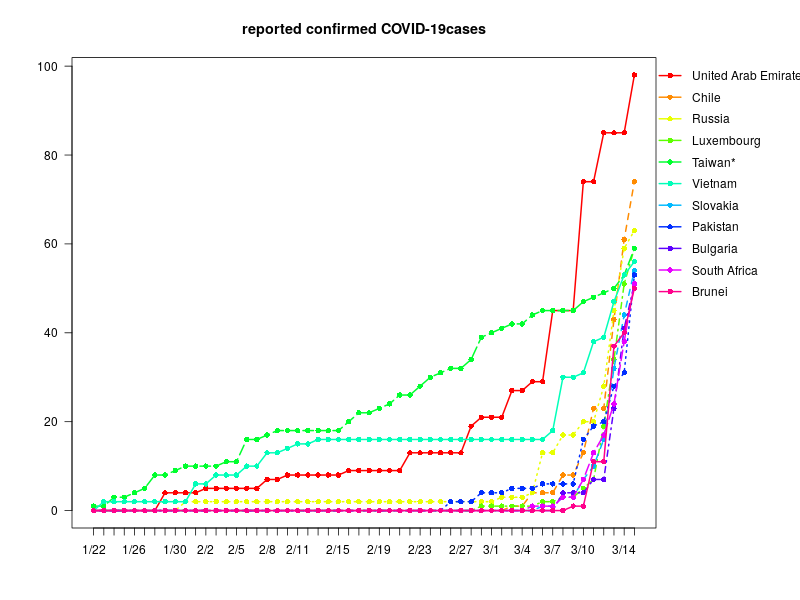 reported confirmed COVID-19cases
100
80
60
40
20
0
1/22 1/26 1/30 2/2 2/5 2/8 2/11 2/15 2/19 2/23 2/27 3/1 3/4 3/7 3/10 3/14
United Arab Emirate
Chile
Russia
Luxembourg
Taiwan*
Vietnam
Slovakia
Pakistan
Bulgaria
South Africa
Brunei